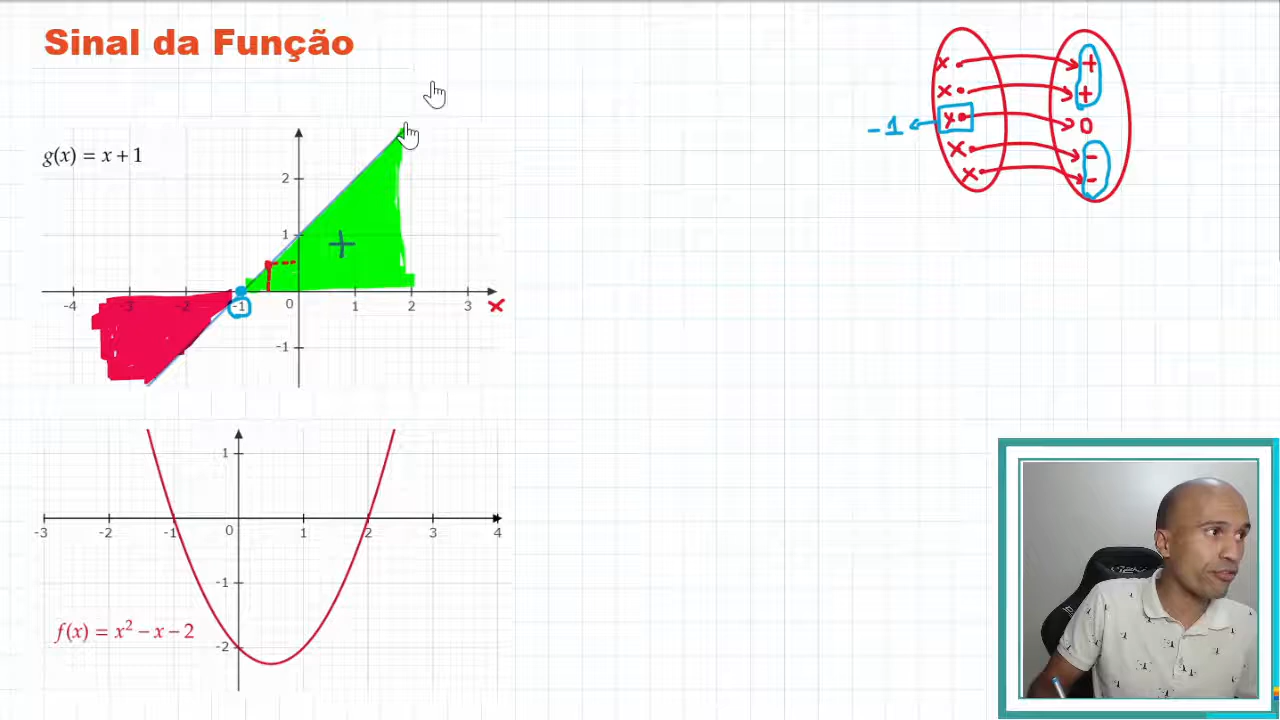 Sinal da Função
x +
x +
-1 x 0
x -
x -
g(x) = x + 1
2
1
+
-4 -3 -2 -1 0 1 2 3 x
-1
1
-3 -2 -1 0 1 2 3 4
-1
f(x) = x² − x − 2
-2